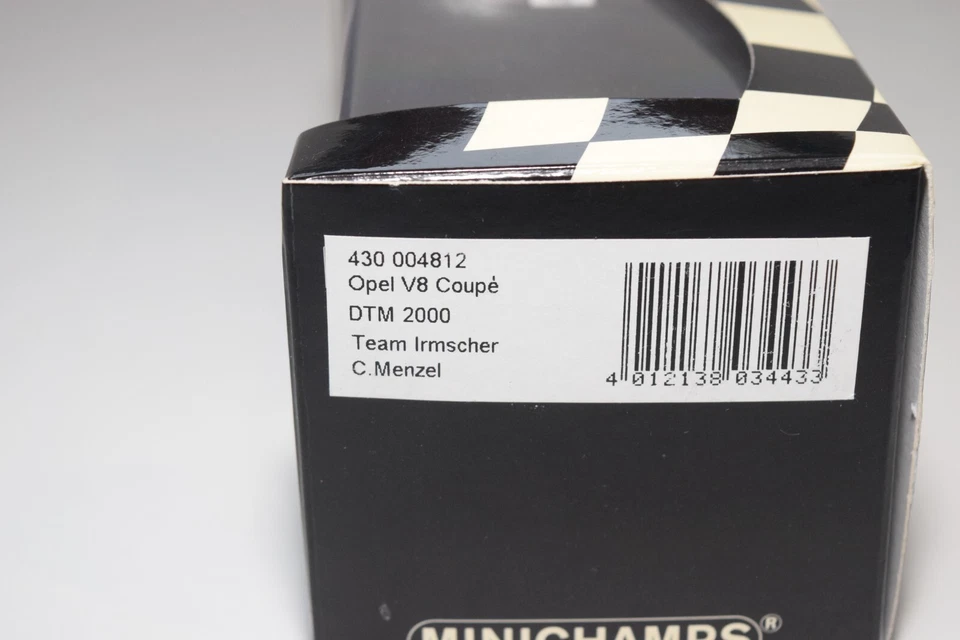 430 004812
Opel V8 Coupé
DTM 2000
Team Irmscher
C.Menzel
4 012138 034433
MINICHAMPS®